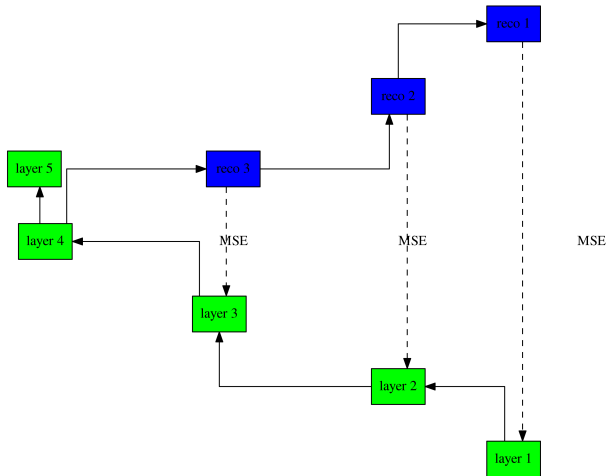 reco 1
reco 2
layer 5
reco 3
layer 4
MSE
MSE
MSE
layer 3
layer 2
layer 1